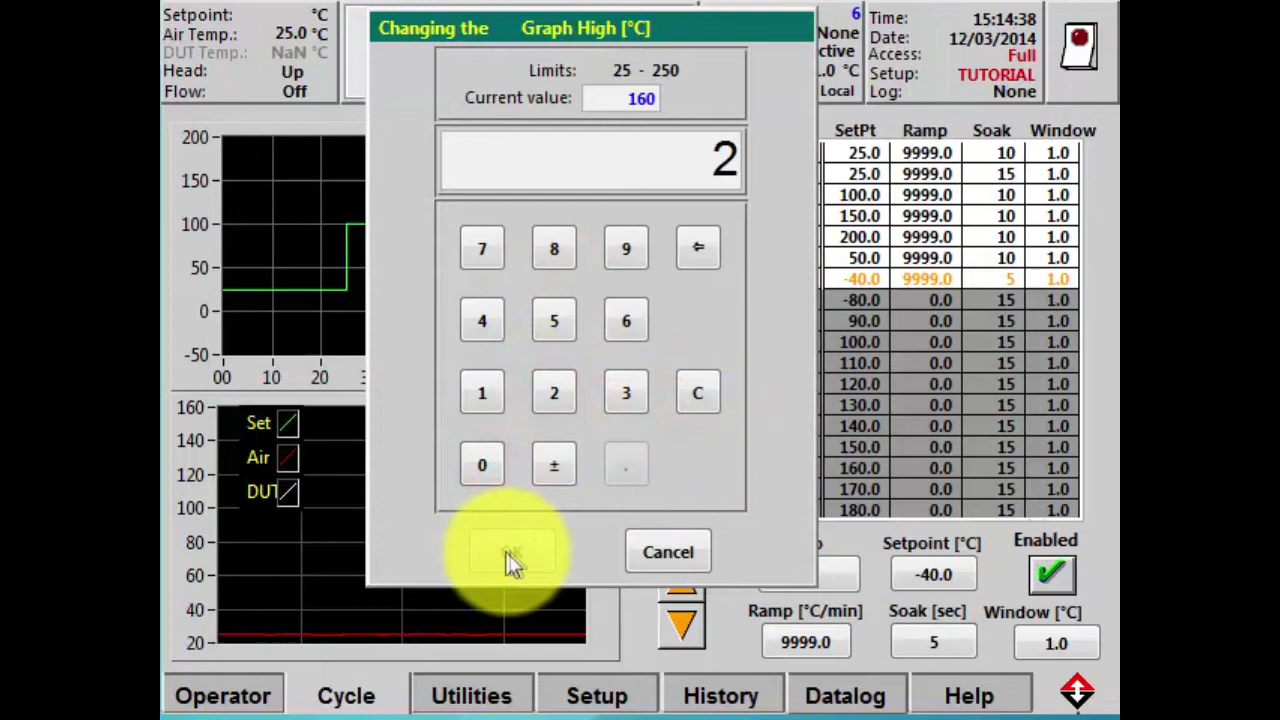 Setpoint: °C
Air Temp.: 25.0 °C
DUT Temp.: NaN °C
Head: Up
Flow: Off
Changing the Graph High [°C]
Limits: 25 - 250
Current value: 160
2
7 8 9 ⇐
4 5 6
1 2 3 C
0 ± .
OK Cancel
6
None
ctive
.0 °C
Local
Time: 15:14:38
Date: 12/03/2014
Access: Full
Setup: TUTORIAL
Log: None
200
150
100
50
0
-50
00 10 20 3
160
140
120
100
80
60
40
20
Set
Air
DUT
SetPt Ramp Soak Window
25.0 9999.0 10 1.0
25.0 9999.0 15 1.0
100.0 9999.0 10 1.0
150.0 9999.0 10 1.0
200.0 9999.0 10 1.0
50.0 9999.0 10 1.0
-40.0 9999.0 5 1.0
-80.0 0.0 15 1.0
90.0 0.0 15 1.0
100.0 0.0 15 1.0
110.0 0.0 15 1.0
120.0 0.0 15 1.0
130.0 0.0 15 1.0
140.0 0.0 15 1.0
150.0 0.0 15 1.0
160.0 0.0 15 1.0
170.0 0.0 15 1.0
180.0 0.0 15 1.0
p Setpoint [°C] Enabled
-40.0
Ramp [°C/min] Soak [sec] Window [°C]
9999.0 5 1.0
Operator Cycle Utilities Setup History Datalog Help